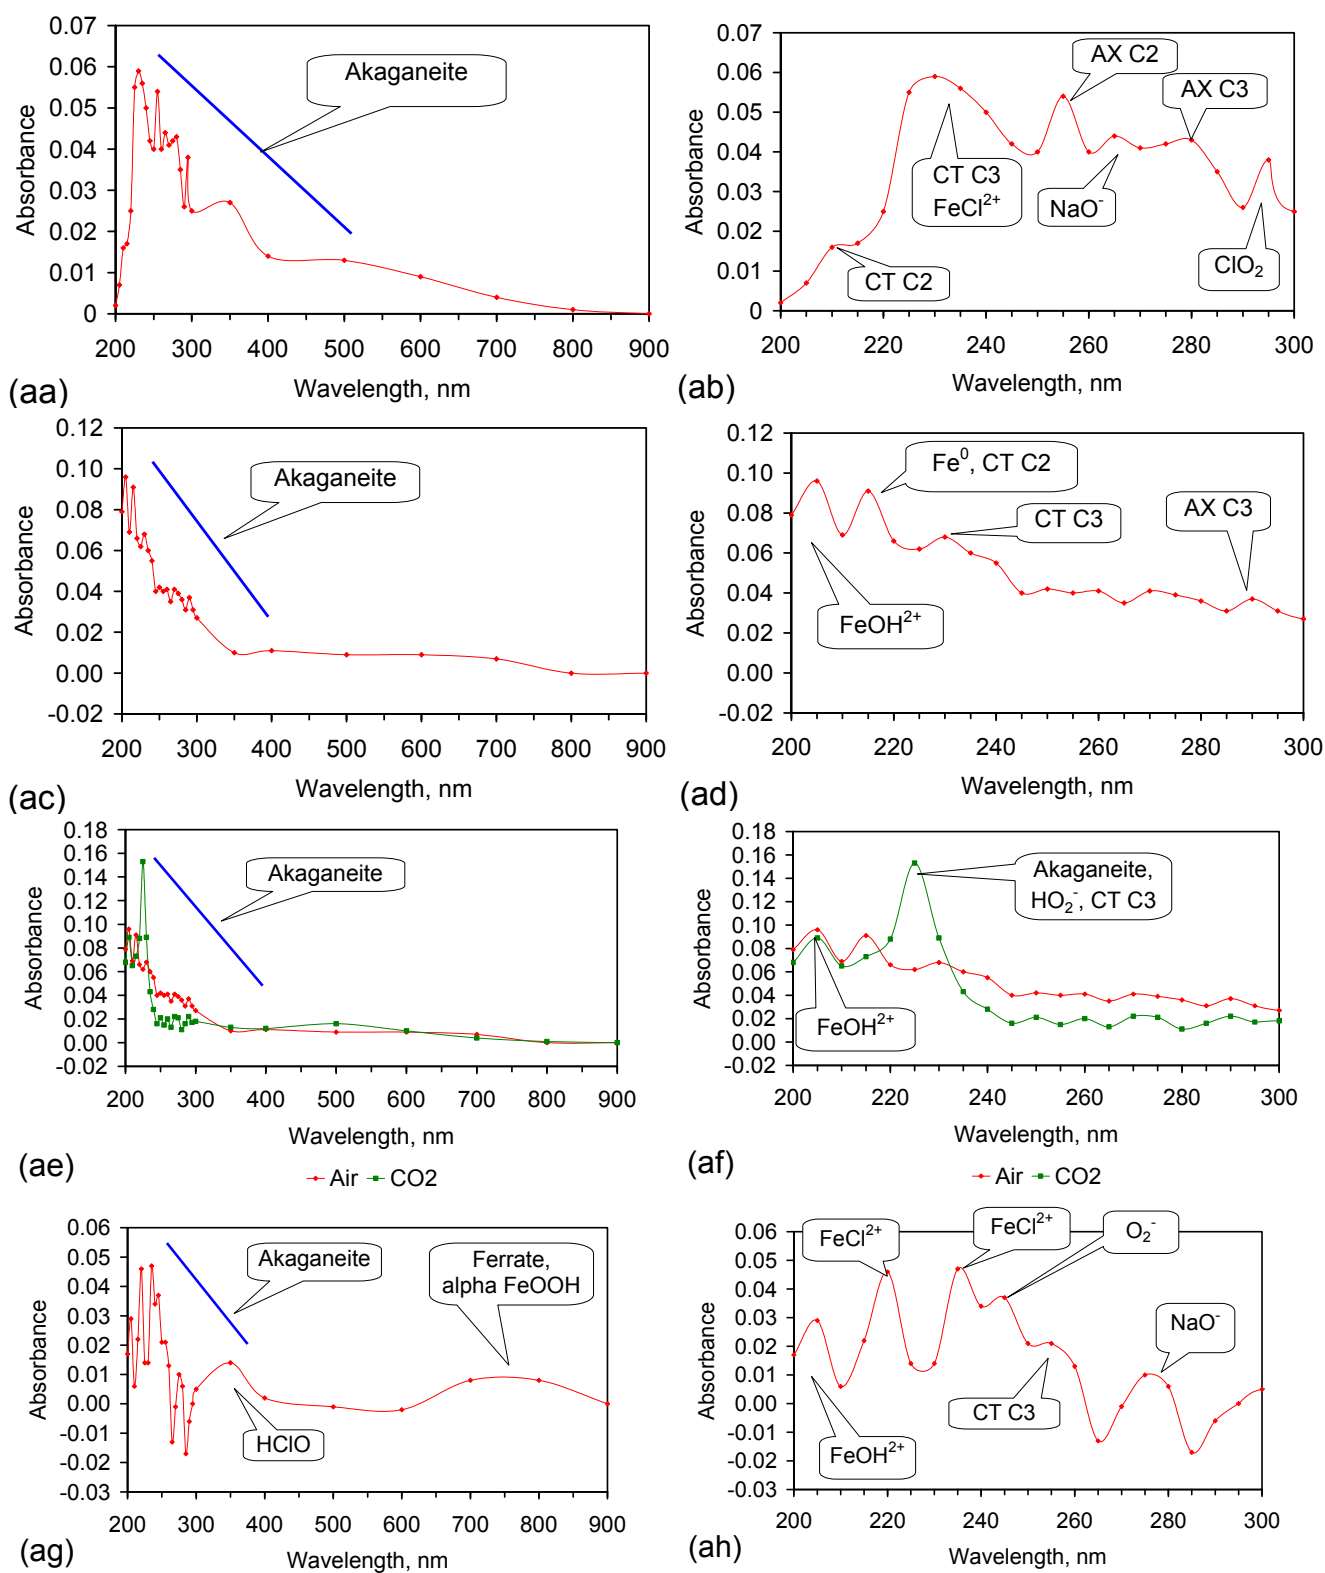 0.07
0.06
0.05
0.04
0.03
0.02
0.01
0
Absorbance
Akaganeite
200 300 400 500 600 700 800 900
Wavelength, nm
(aa)
0.07
0.06
0.05
0.04
0.03
0.02
0.01
0
Absorbance
AX C2
AX C3
CT C3
FeCl²⁺
NaO⁻
CT C2
ClO₂
200 220 240 260 280 300
Wavelength, nm
(ab)
0.12
0.10
0.08
0.06
0.04
0.02
0.00
-0.02
Absorbance
Akaganeite
200 300 400 500 600 700 800 900
Wavelength, nm
(ac)
0.12
0.10
0.08
0.06
0.04
0.02
0.00
-0.02
Absorbance
Fe⁰, CT C2
CT C3
AX C3
FeOH²⁺
200 220 240 260 280 300
Wavelength, nm
(ad)
0.18
0.16
0.14
0.12
0.10
0.08
0.06
0.04
0.02
0.00
-0.02
Absorbance
Akaganeite
200 300 400 500 600 700 800 900
Wavelength, nm
(ae)
Air CO2
0.18
0.16
0.14
0.12
0.10
0.08
0.06
0.04
0.02
0.00
-0.02
Absorbance
Akaganeite,
HO₂⁻, CT C3
FeOH²⁺
200 220 240 260 280 300
Wavelength, nm
(af)
Air CO2
0.06
0.05
0.04
0.03
0.02
0.01
0.00
-0.01
-0.02
-0.03
Absorbance
Akaganeite
Ferrate,
alpha FeOOH
HClO
200 300 400 500 600 700 800 900
Wavelength, nm
(ag)
0.06
0.05
0.04
0.03
0.02
0.01
0.00
-0.01
-0.02
-0.03
Absorbance
FeCl²⁺
FeCl²⁺
O₂⁻
NaO⁻
CT C3
FeOH²⁺
200 220 240 260 280 300
Wavelength, nm
(ah)